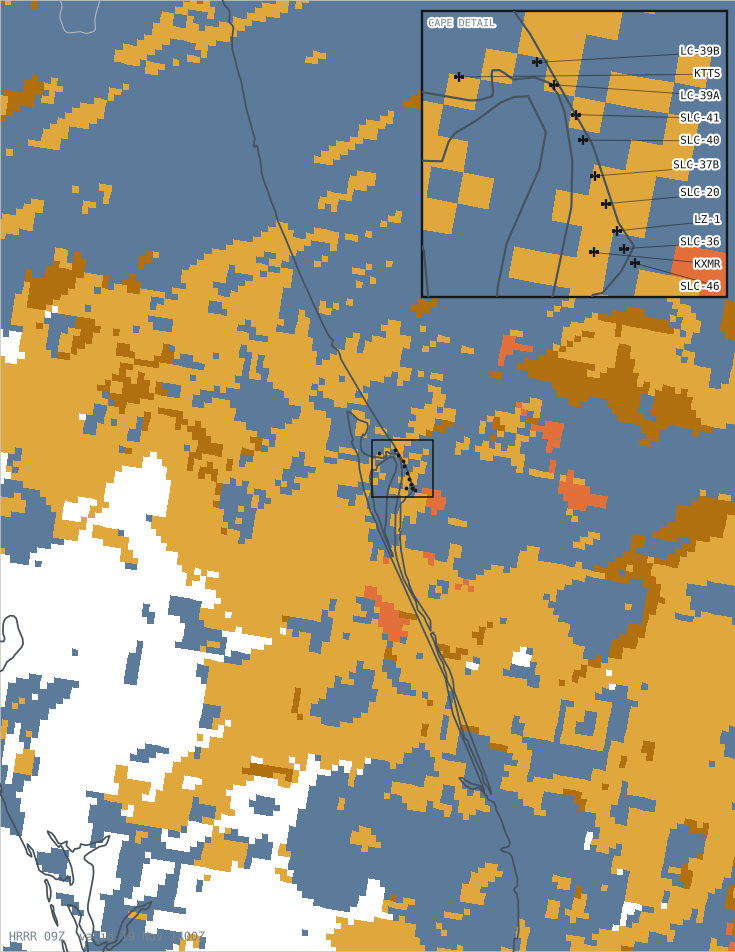 CAPE DETAIL
LC-39B
KTTS
LC-39A
SLC-41
SLC-40
SLC-37B
SLC-20
LZ-1
SLC-36
KXMR
SLC-46
HRRR 09Z